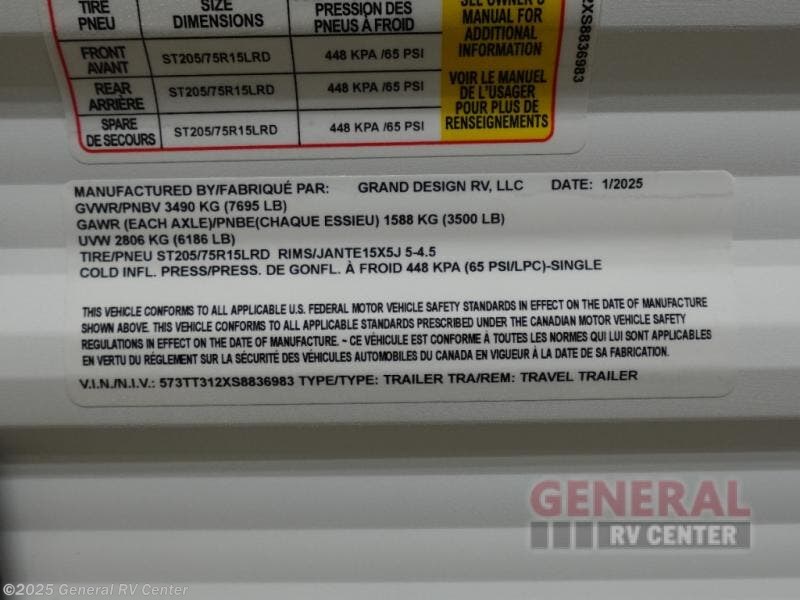 TIRE SIZE PRESSION DES SEE OWNER'S
PNEU DIMENSIONS PNEUS À FROID MANUAL FOR
ADDITIONAL
INFORMATION
FRONT ST205/75R15LRD 448 KPA /65 PSI
AVANT
REAR ST205/75R15LRD 448 KPA /65 PSI
ARRIÈRE
SPARE ST205/75R15LRD 448 KPA /65 PSI
DE SECOURS
VOIR LE MANUEL
DE L'USAGER
POUR PLUS DE
RENSEIGNEMENTS
2XS8836983
MANUFACTURED BY/FABRIQUÉ PAR: GRAND DESIGN RV, LLC DATE: 1/2025
GVWR/PNBV 3490 KG (7695 LB)
GAWR (EACH AXLE)/PNBE(CHAQUE ESSIEU) 1588 KG (3500 LB)
UVW 2806 KG (6186 LB)
TIRE/PNEU ST205/75R15LRD RIMS/JANTE15X5J 5-4.5
COLD INFL. PRESS/PRESS. DE GONFL. À FROID 448 KPA (65 PSI/LPC)-SINGLE
THIS VEHICLE CONFORMS TO ALL APPLICABLE U.S. FEDERAL MOTOR VEHICLE SAFETY STANDARDS IN EFFECT ON THE DATE OF MANUFACTURE
SHOWN ABOVE. THIS VEHICLE CONFORMS TO ALL APPLICABLE STANDARDS PRESCRIBED UNDER THE CANADIAN MOTOR VEHICLE SAFETY
REGULATIONS IN EFFECT ON THE DATE OF MANUFACTURE. ~ CE VÉHICULE EST CONFORME À TOUTES LES NORMES QUI LUI SONT APPLICABLES
EN VERTU DU RÉGLEMENT SUR LA SÉCURITÉ DES VÉHICULES AUTOMOBILES DU CANADA EN VIGUEUR À LA DATE DE SA FABRICATION.
V.I.N./N.I.V.: 573TT312XS8836983 TYPE/TYPE: TRAILER TRA/REM: TRAVEL TRAILER
GENERAL
RV CENTER
©2025 General RV Center